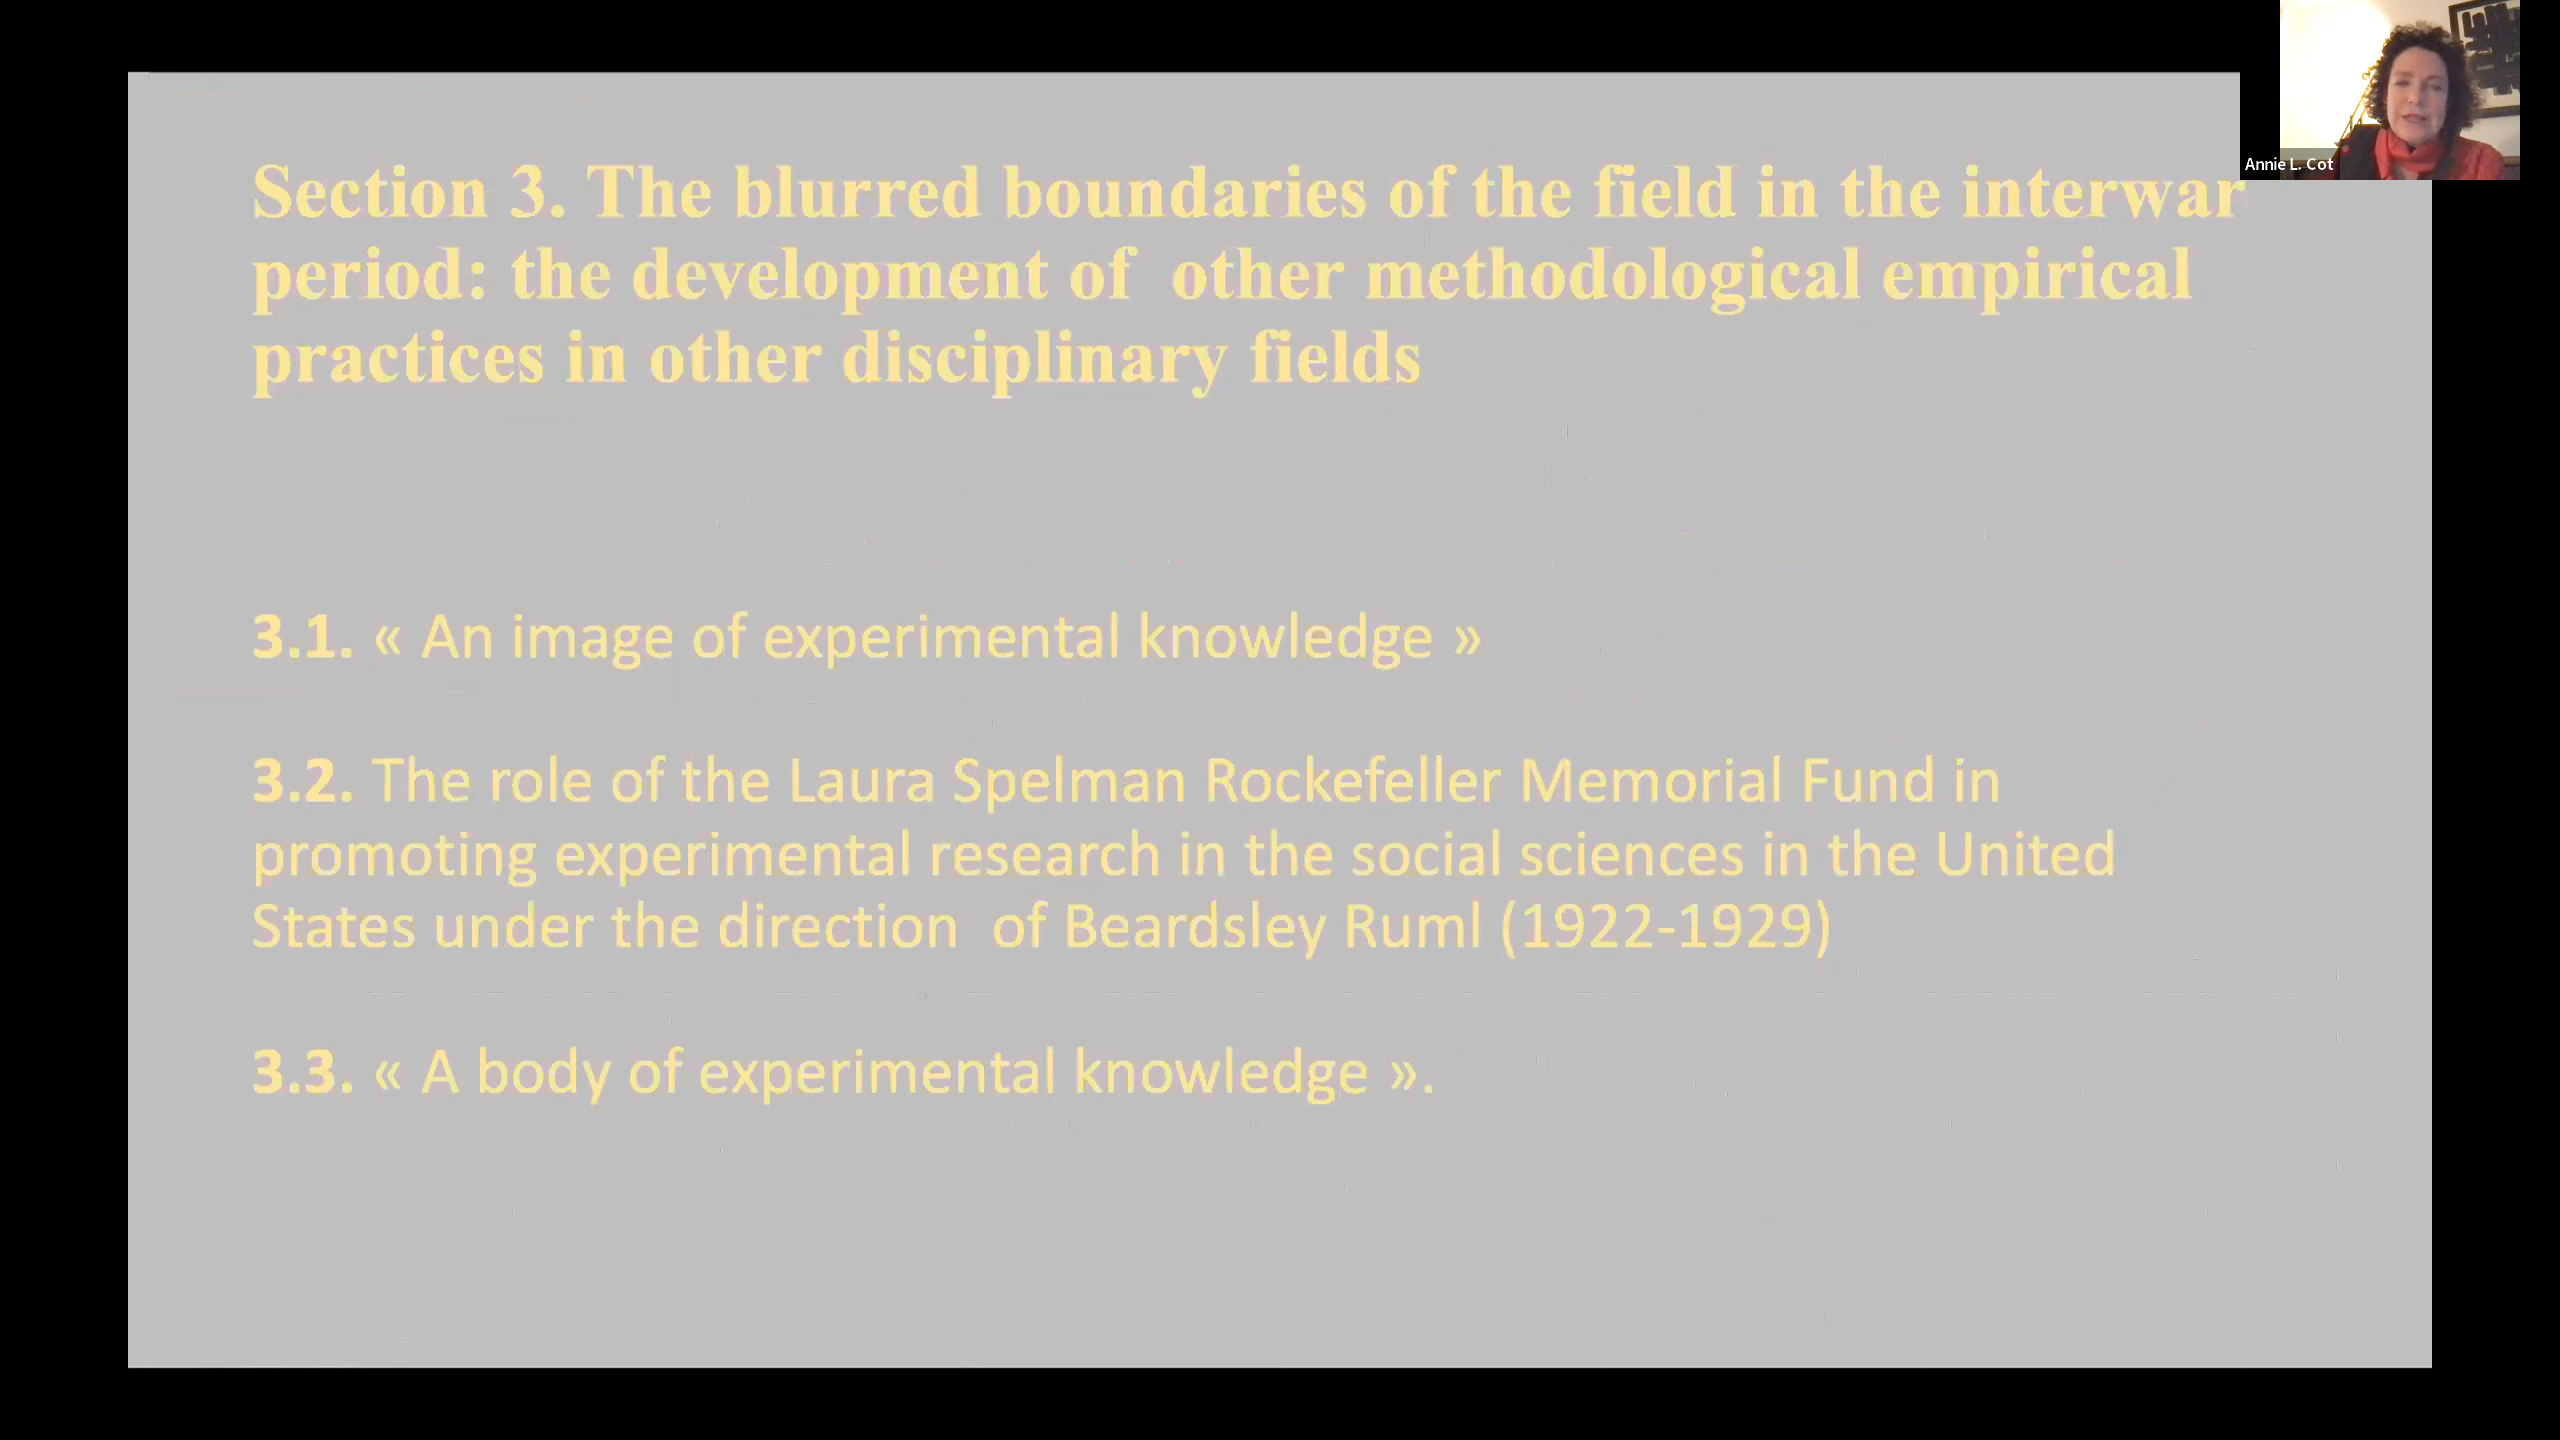 Annie L. Cot
Section 3. The blurred boundaries of the field in the interwar
period: the development of  other methodological empirical
practices in other disciplinary fields
3.1. « An image of experimental knowledge »
3.2. The role of the Laura Spelman Rockefeller Memorial Fund in
promoting experimental research in the social sciences in the United
States under the direction  of Beardsley Ruml (1922-1929)
3.3. « A body of experimental knowledge ».